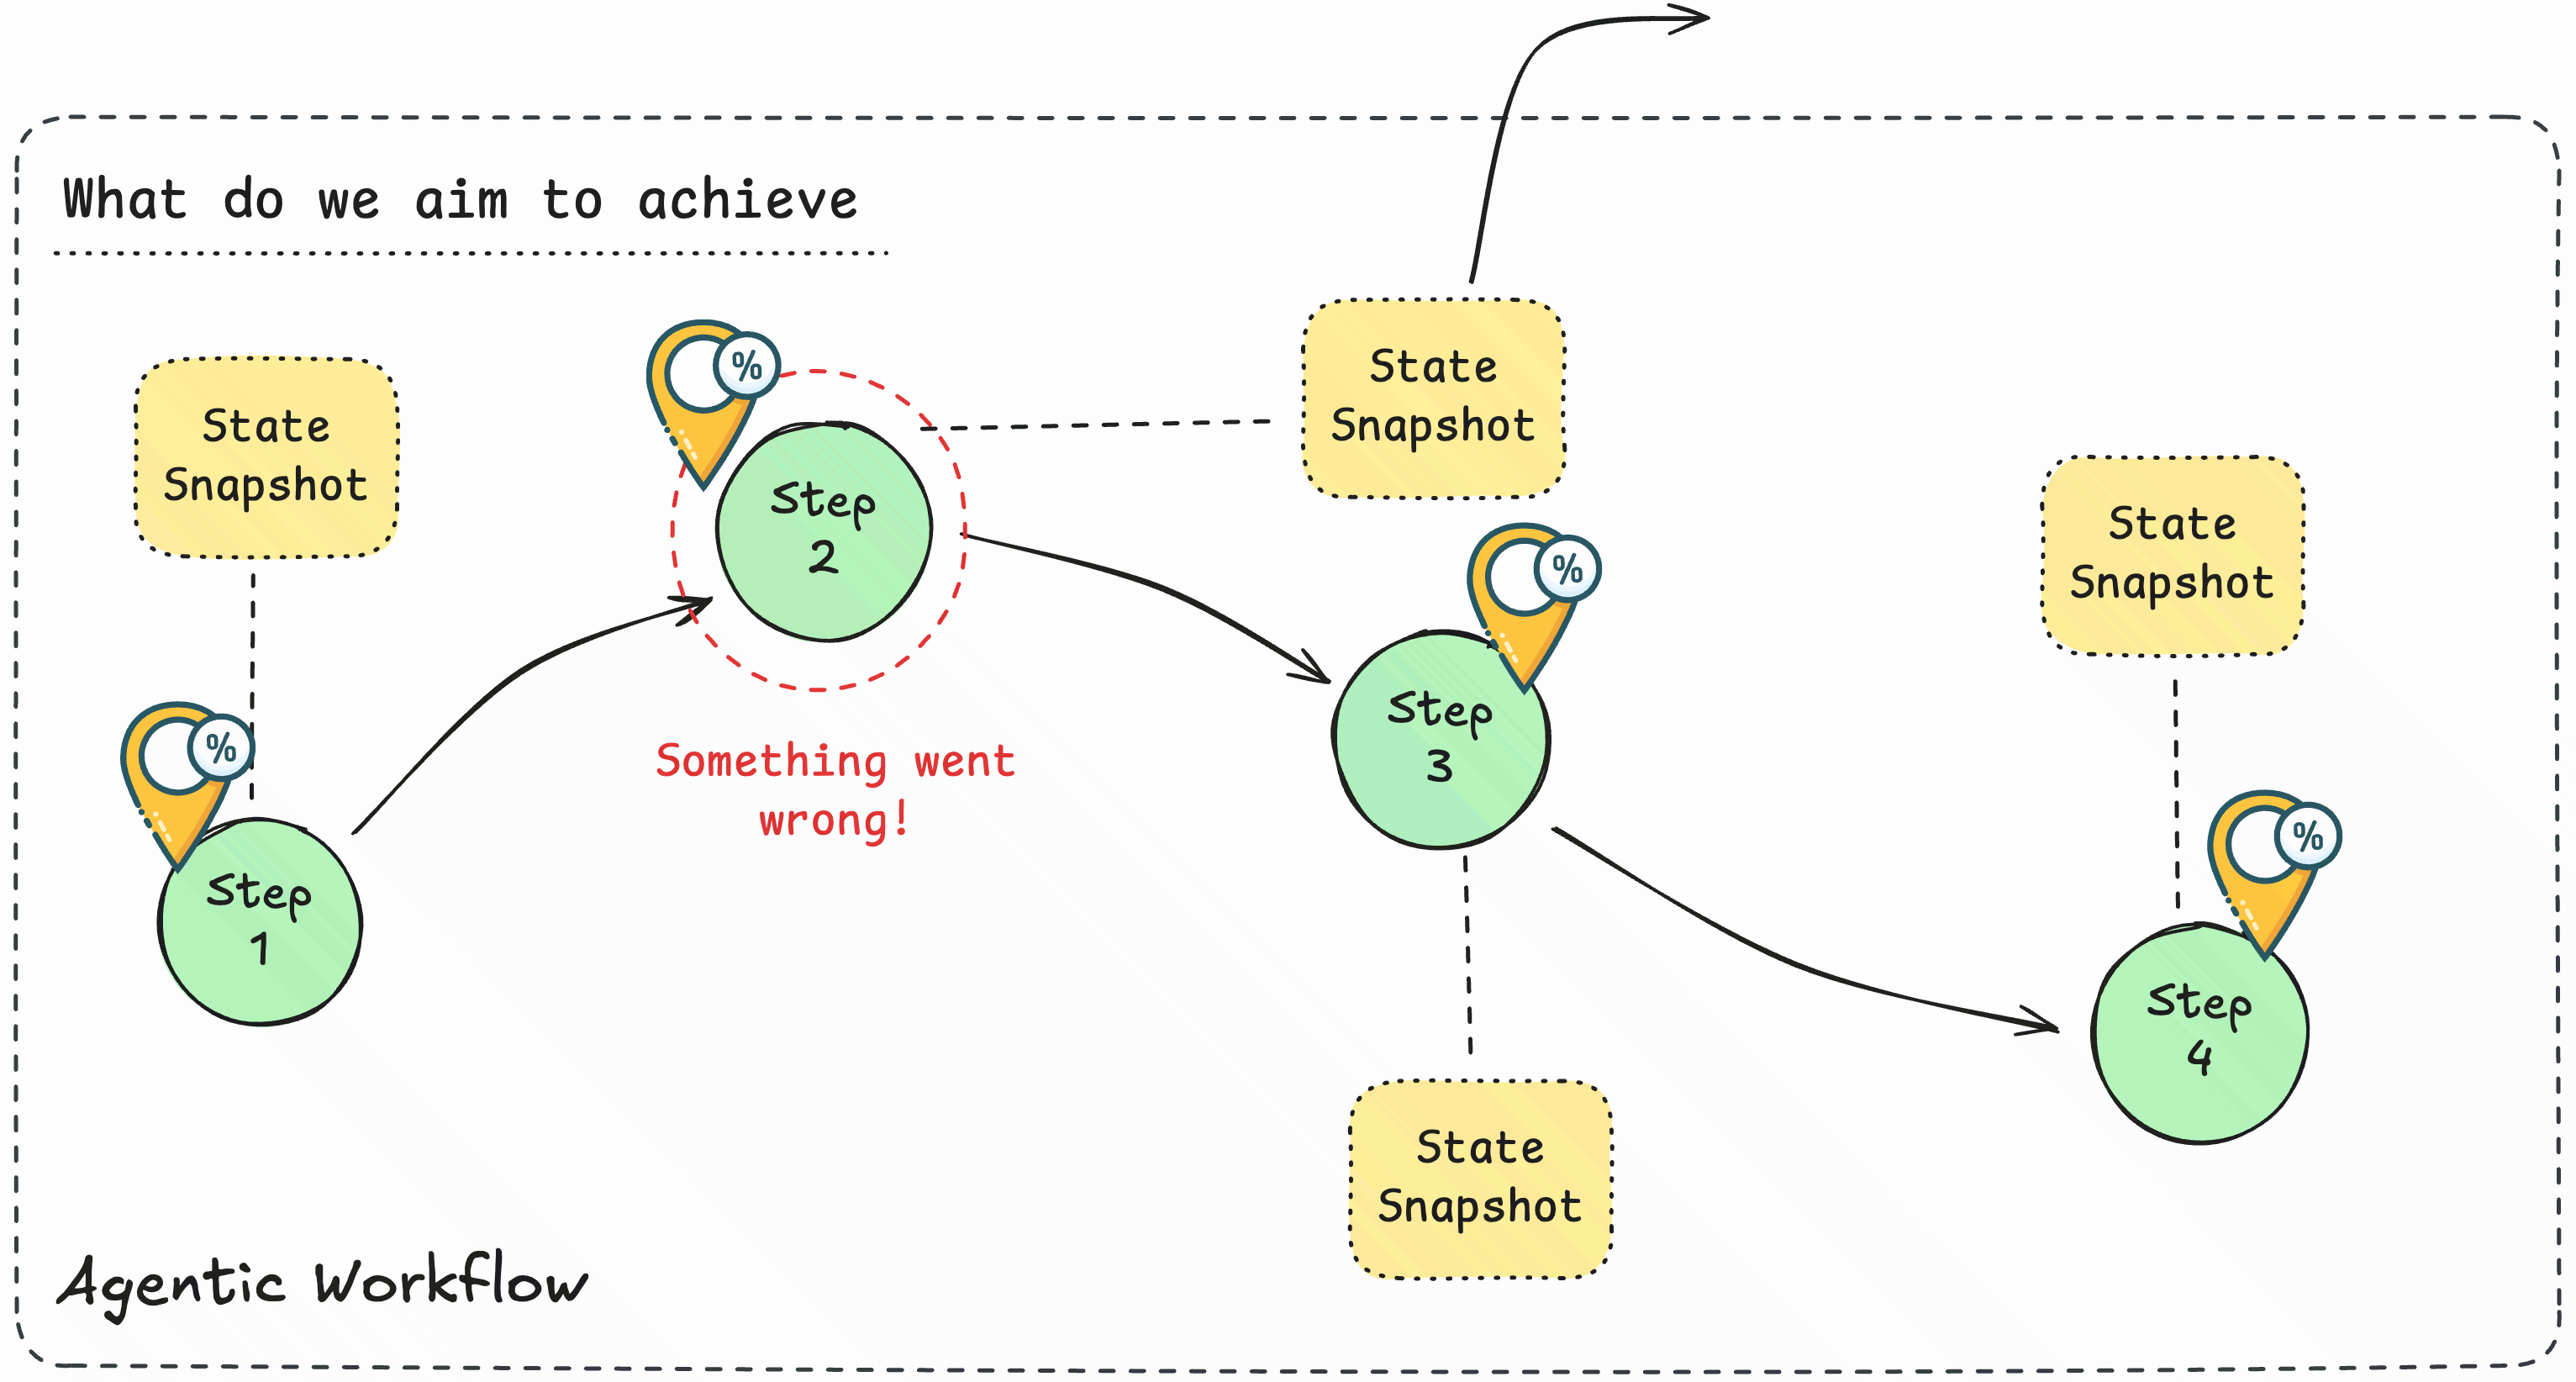 What do we aim to achieve
State
Snapshot
%
Step
1
%
Step
2
Something went
wrong!
State
Snapshot
%
Step
3
State
Snapshot
State
Snapshot
%
Step
4
Agentic Workflow